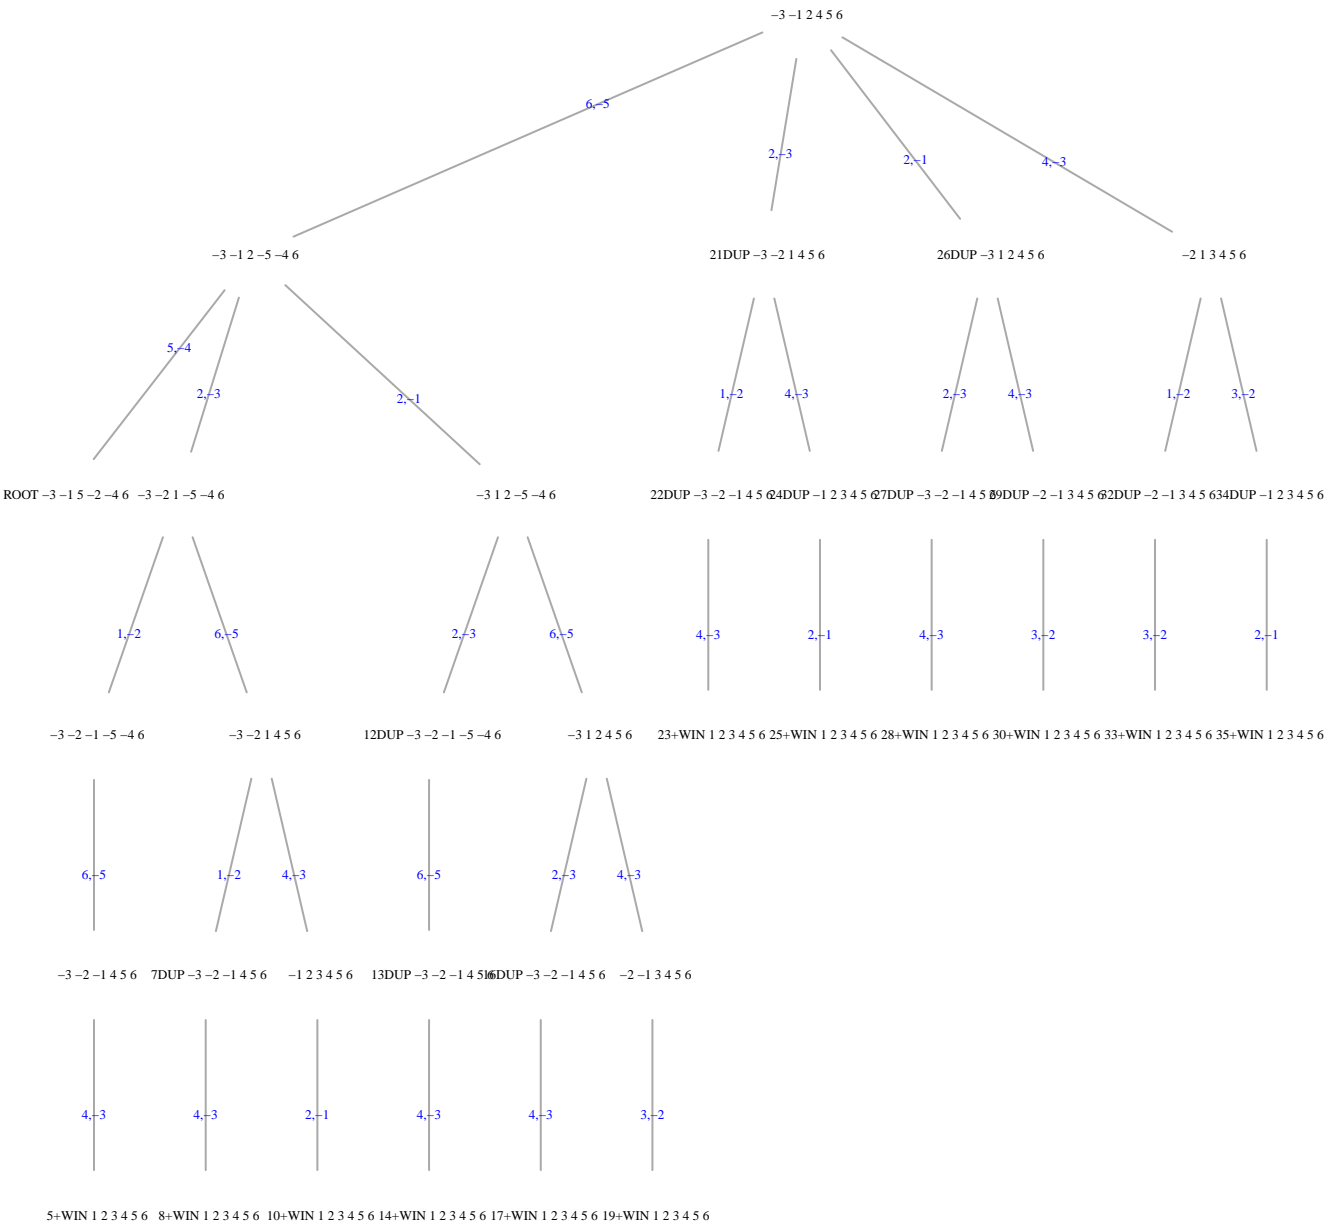 −3 −1 2 4 5 6
6,−5
2,−3
2,−1
4,−3
−3 −1 2 −5 −4 6
21DUP −3 −2 1 4 5 6
26DUP −3 1 2 4 5 6
−2 1 3 4 5 6
5,−4
2,−3
2,−1
1,−2
4,−3
2,−3
4,−3
1,−2
3,−2
ROOT −3 −1 5 −2 −4 6
−3 −2 1 −5 −4 6
−3 1 2 −5 −4 6
22DUP −3 −2 −1 4 5 6
24DUP −1 2 3 4 5 6
27DUP −3 −2 −1 4 5 6
29DUP −2 −1 3 4 5 6
32DUP −2 −1 3 4 5 6
34DUP −1 2 3 4 5 6
1,−2
6,−5
2,−3
6,−5
4,−3
2,−1
4,−3
3,−2
3,−2
2,−1
−3 −2 −1 −5 −4 6
−3 −2 1 4 5 6
12DUP −3 −2 −1 −5 −4 6
−3 1 2 4 5 6
23+WIN 1 2 3 4 5 6
25+WIN 1 2 3 4 5 6
28+WIN 1 2 3 4 5 6
30+WIN 1 2 3 4 5 6
33+WIN 1 2 3 4 5 6
35+WIN 1 2 3 4 5 6
6,−5
1,−2
4,−3
6,−5
2,−3
4,−3
−3 −2 −1 4 5 6
7DUP −3 −2 −1 4 5 6
−1 2 3 4 5 6
13DUP −3 −2 −1 4 5 6
16DUP −3 −2 −1 4 5 6
−2 −1 3 4 5 6
4,−3
4,−3
2,−1
4,−3
4,−3
3,−2
5+WIN 1 2 3 4 5 6
8+WIN 1 2 3 4 5 6
10+WIN 1 2 3 4 5 6
14+WIN 1 2 3 4 5 6
17+WIN 1 2 3 4 5 6
19+WIN 1 2 3 4 5 6